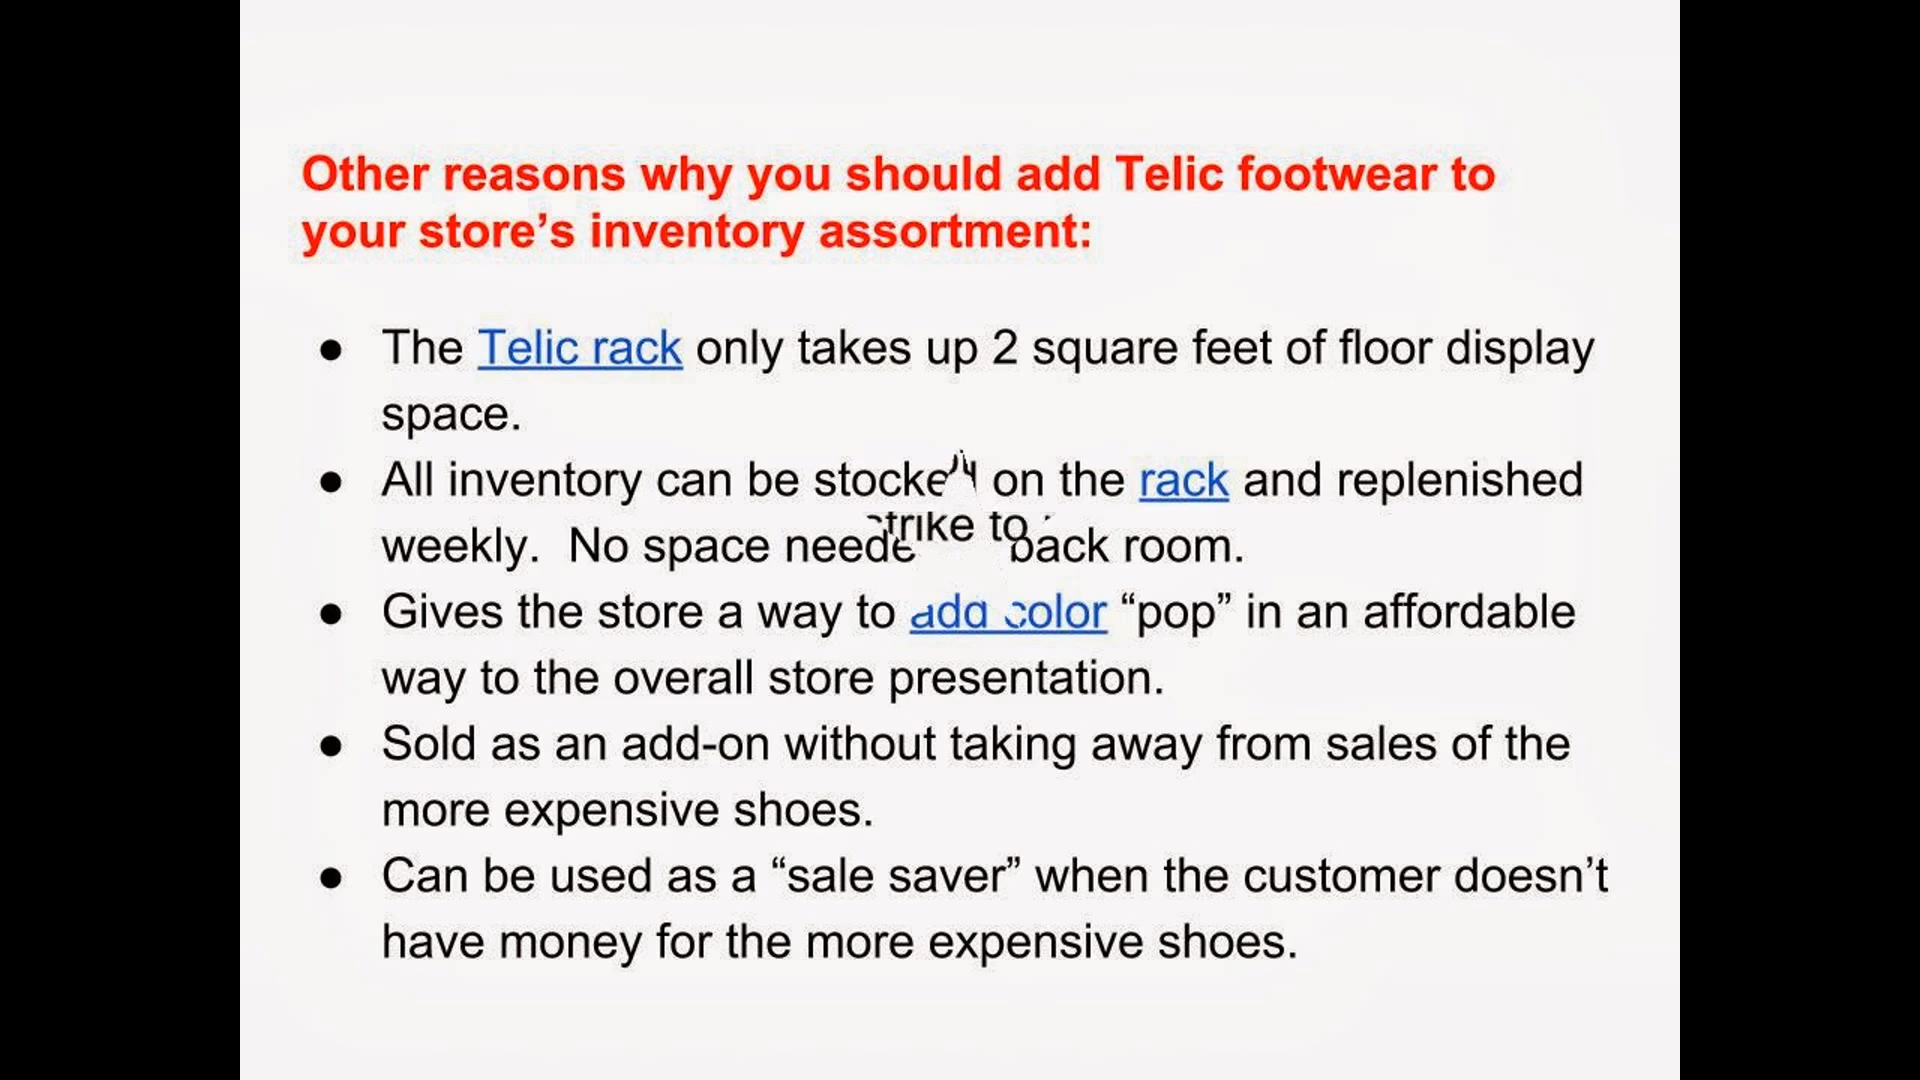 Other reasons why you should add Telic footwear to
your store’s inventory assortment:
● The Telic rack only takes up 2 square feet of floor display
space.
● All inventory can be stocked on the rack and replenished
weekly. No space back room.
to
● Gives the store a way to add color “pop” in an affordable
way to the overall store presentation.
● Sold as an add-on without taking away from sales of the
more expensive shoes.
● Can be used as a “sale saver” when the customer doesn’t
have money for the more expensive shoes.